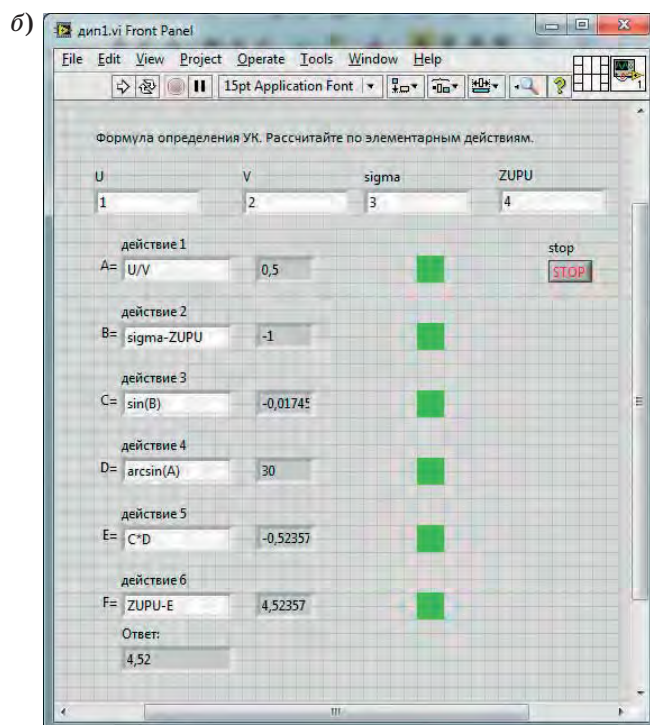 б)
дип1.vi Front Panel
File Edit View Project Operate Tools Window Help
15pt Application Font
1
Формула определения УК. Рассчитайте по элементарным действиям.
U V sigma ZUPU
1 2 3 4
действие 1 stop
A= U/V 0,5 STOP
действие 2
B= sigma-ZUPU -1
действие 3
C= sin(B) -0,01745
действие 4
D= arcsin(A) 30
действие 5
E= C*D -0,52357
действие 6
F= ZUPU-E 4,52357
Ответ:
4,52